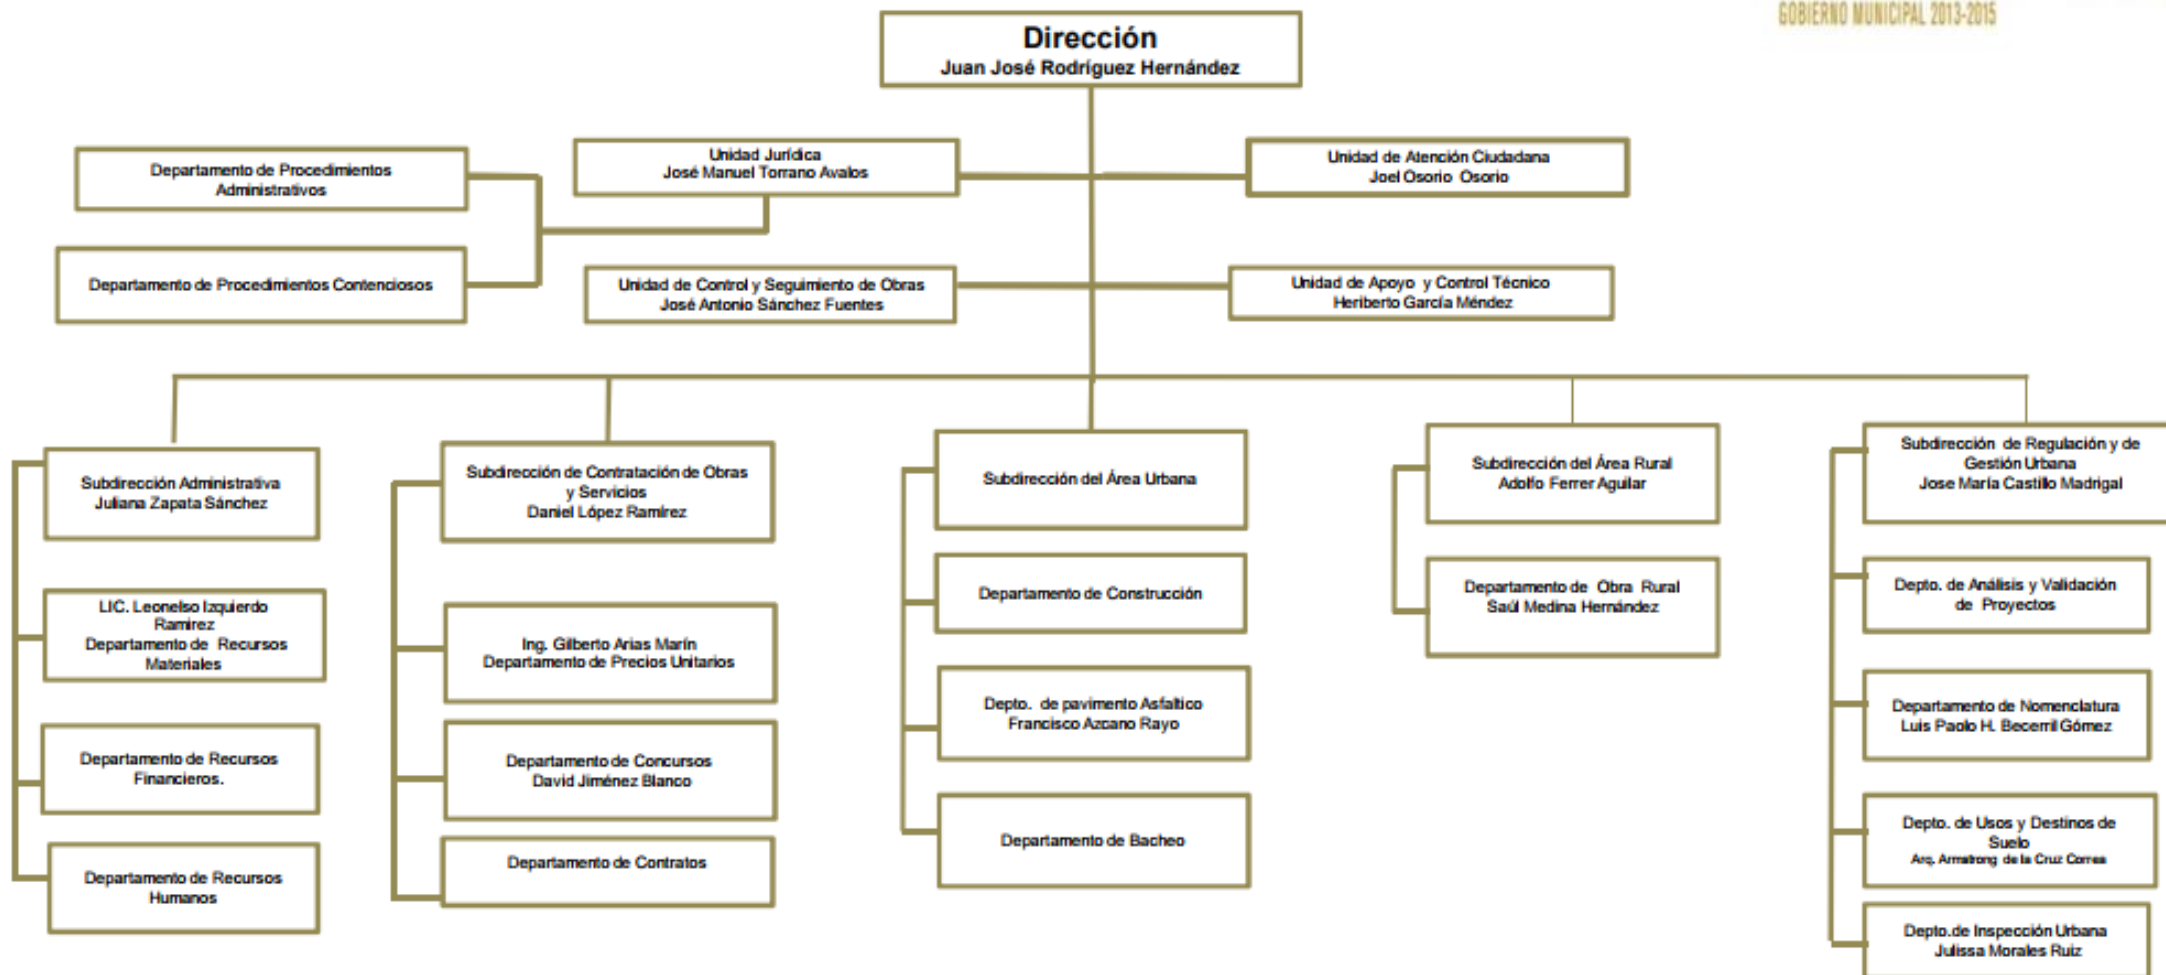 GOBIERNO MUNICIPAL 2013-2015
Dirección
Juan José Rodríguez Hernández
Departamento de Procedimientos
Administrativos
Unidad Jurídica
José Manuel Torrano Avalos
Unidad de Atención Ciudadana
Joel Osorio Osorio
Departamento de Procedimientos Contenciosos
Unidad de Control y Seguimiento de Obras
José Antonio Sánchez Fuentes
Unidad de Apoyo y Control Técnico
Heriberto García Méndez
Subdirección Administrativa
Juliana Zapata Sánchez
LIC. Leonelso Izquierdo
Ramirez
Departamento de Recursos
Materiales
Departamento de Recursos
Financieros.
Departamento de Recursos
Humanos
Subdirección de Contratación de Obras
y Servicios
Daniel López Ramírez
Ing. Gilberto Arias Marín
Departamento de Precios Unitarios
Departamento de Concursos
David Jiménez Blanco
Departamento de Contratos
Subdirección del Área Urbana
Departamento de Construcción
Depto. de pavimento Asfaltico
Francisco Azcano Rayo
Departamento de Bacheo
Subdirección del Área Rural
Adolfo Ferrer Aguilar
Departamento de Obra Rural
Saúl Medina Hernández
Subdirección de Regulación y de
Gestión Urbana
Jose María Castillo Madrigal
Depto. de Análisis y Validación
de Proyectos
Departamento de Nomenclatura
Luis Paolo H. Becerril Gómez
Depto. de Usos y Destinos de
Suelo
Arq. Armstrong de la Cruz Correa
Depto.de Inspección Urbana
Julissa Morales Ruiz